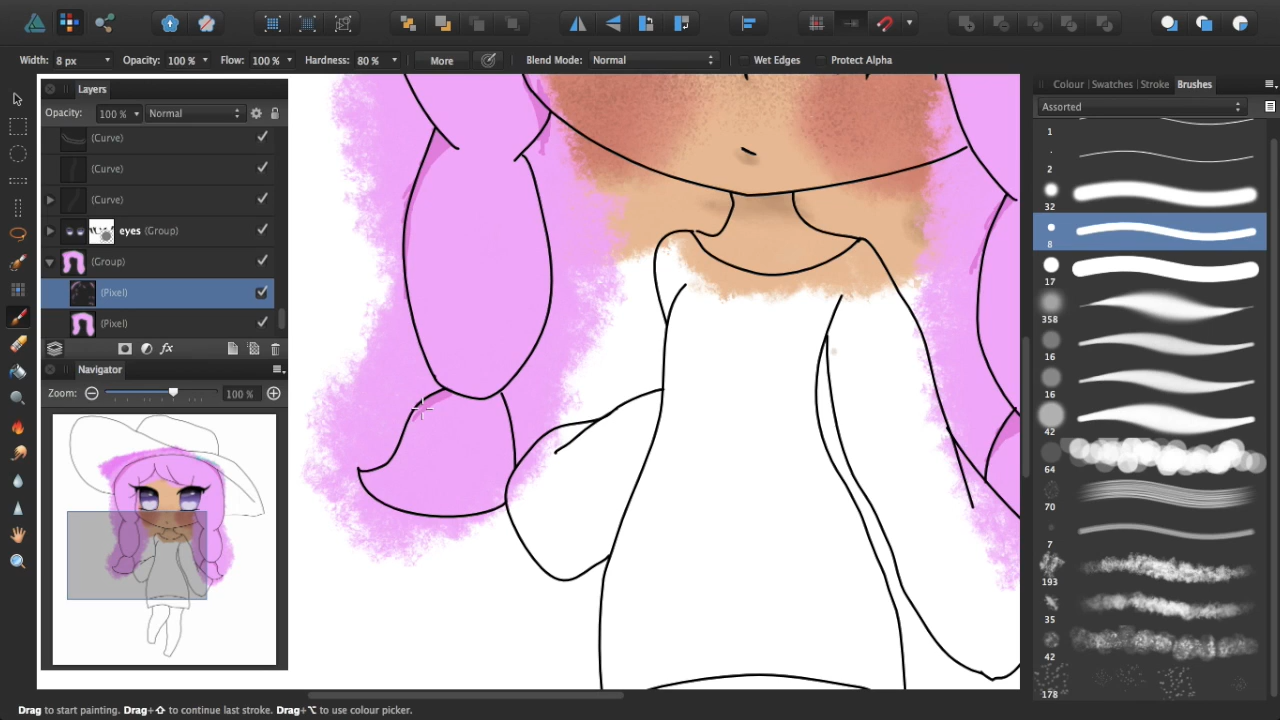 Width: 8 px Opacity: 100 % Flow: 100 % Hardness: 80 % More Blend Mode: Normal Wet Edges Protect Alpha
Layers
Opacity: 100 % Normal
(Curve)
(Curve)
(Curve)
eyes (Group)
(Group)
(Pixel)
(Pixel)
fx
Navigator
Zoom: 100 %
Colour Swatches Stroke Brushes
Assorted
1
2
32
8
17
358
16
16
42
64
70
7
193
35
42
178
Drag to start painting. Drag+⇧ to continue last stroke. Drag+⌥ to use colour picker.